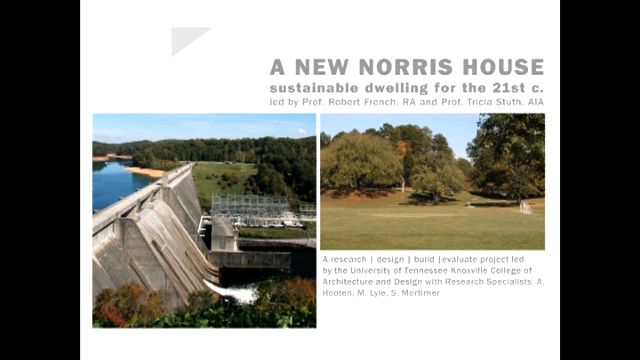 A NEW NORRIS HOUSE
sustainable dwelling for the 21st c.
led by Prof. Robert French, RA and Prof. Tricia Stuth, AIA
A research | design | build |evaluate project led
by the University of Tennessee Knoxville College of
Architecture and Design with Research Specialists: A.
Hooten, M. Lyle, S. Mortimer